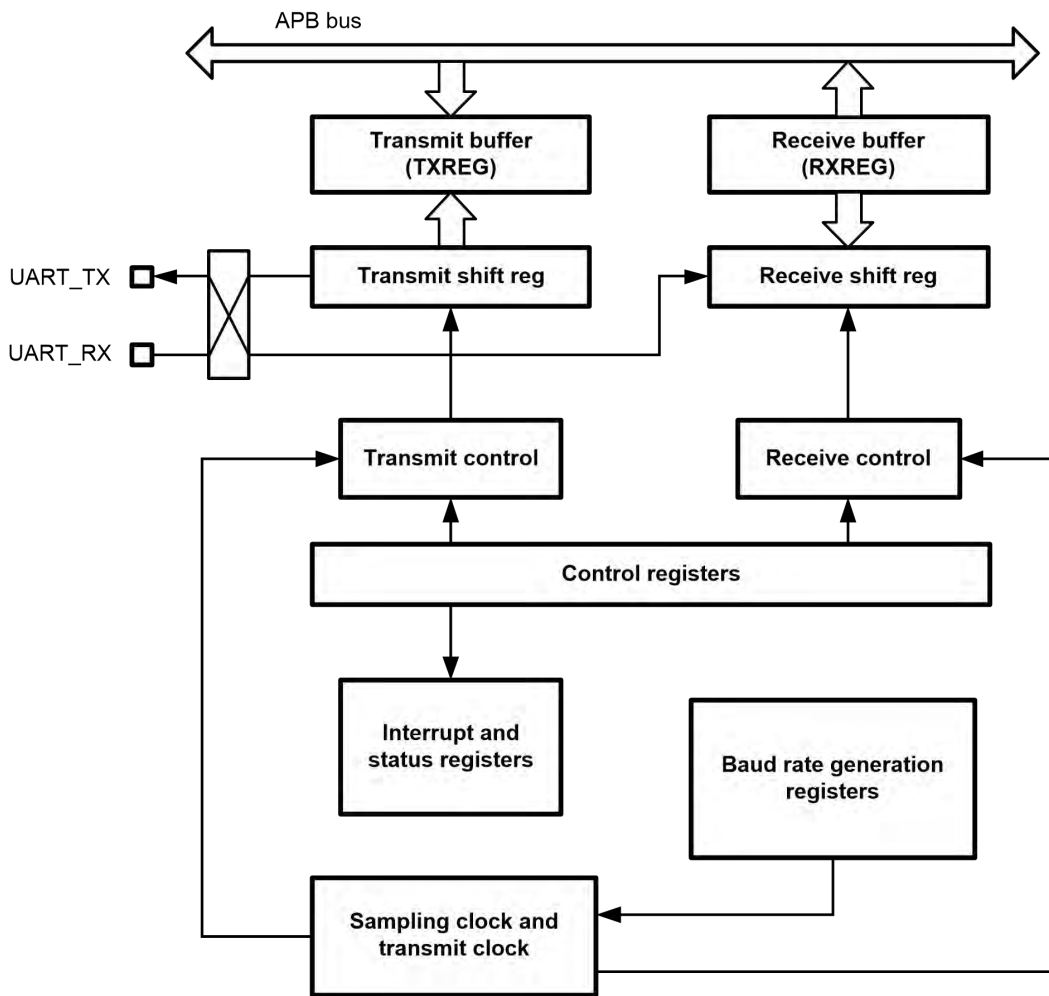 APB bus
Transmit buffer
(TXREG)
Receive buffer
(RXREG)
UART_TX
Transmit shift reg
Receive shift reg
UART_RX
Transmit control
Receive control
Control registers
Interrupt and
status registers
Baud rate generation
registers
Sampling clock and
transmit clock